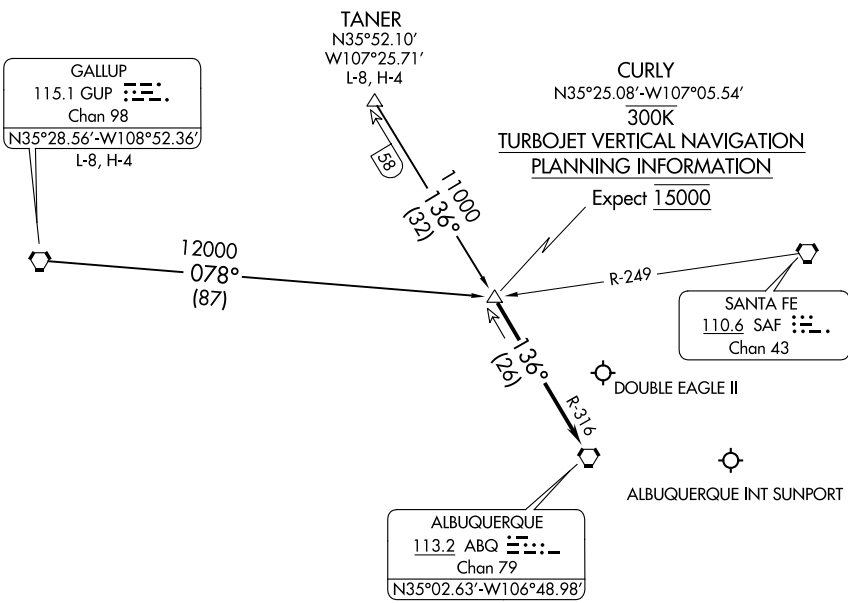 TANER
N35°52.10′
W107°25.71′
L-8, H-4
GALLUP
115.1 GUP
Chan 98
N35°28.56′-W108°52.36′
L-8, H-4
CURLY
N35°25.08′-W107°05.54′
300K
TURBOJET VERTICAL NAVIGATION
PLANNING INFORMATION
Expect 15000
58
11000
136°
(32)
12000
078°
(87)
R-249
SANTA FE
110.6 SAF
Chan 43
136°
(26)
R-316
DOUBLE EAGLE II
ALBUQUERQUE INT SUNPORT
ALBUQUERQUE
113.2 ABQ
Chan 79
N35°02.63′-W106°48.98′